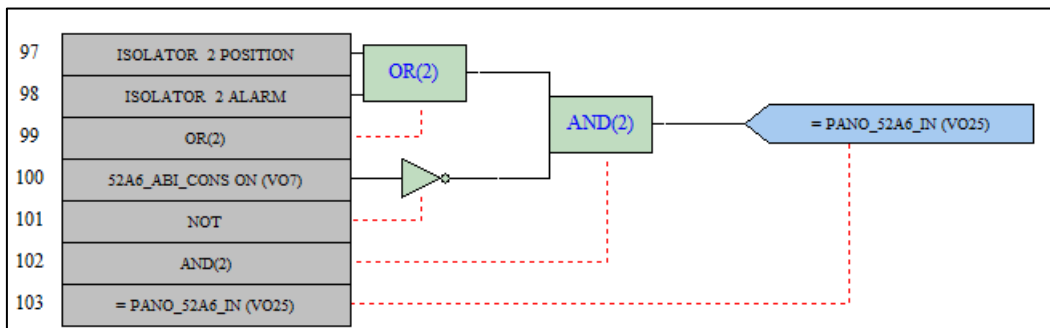 97 ISOLATOR 2 POSITION
OR(2)
98 ISOLATOR 2 ALARM
99 OR(2)
AND(2)
= PANO_52A6_IN (VO25)
100 52A6_ABI_CONS ON (VO7)
101 NOT
102 AND(2)
103 = PANO_52A6_IN (VO25)